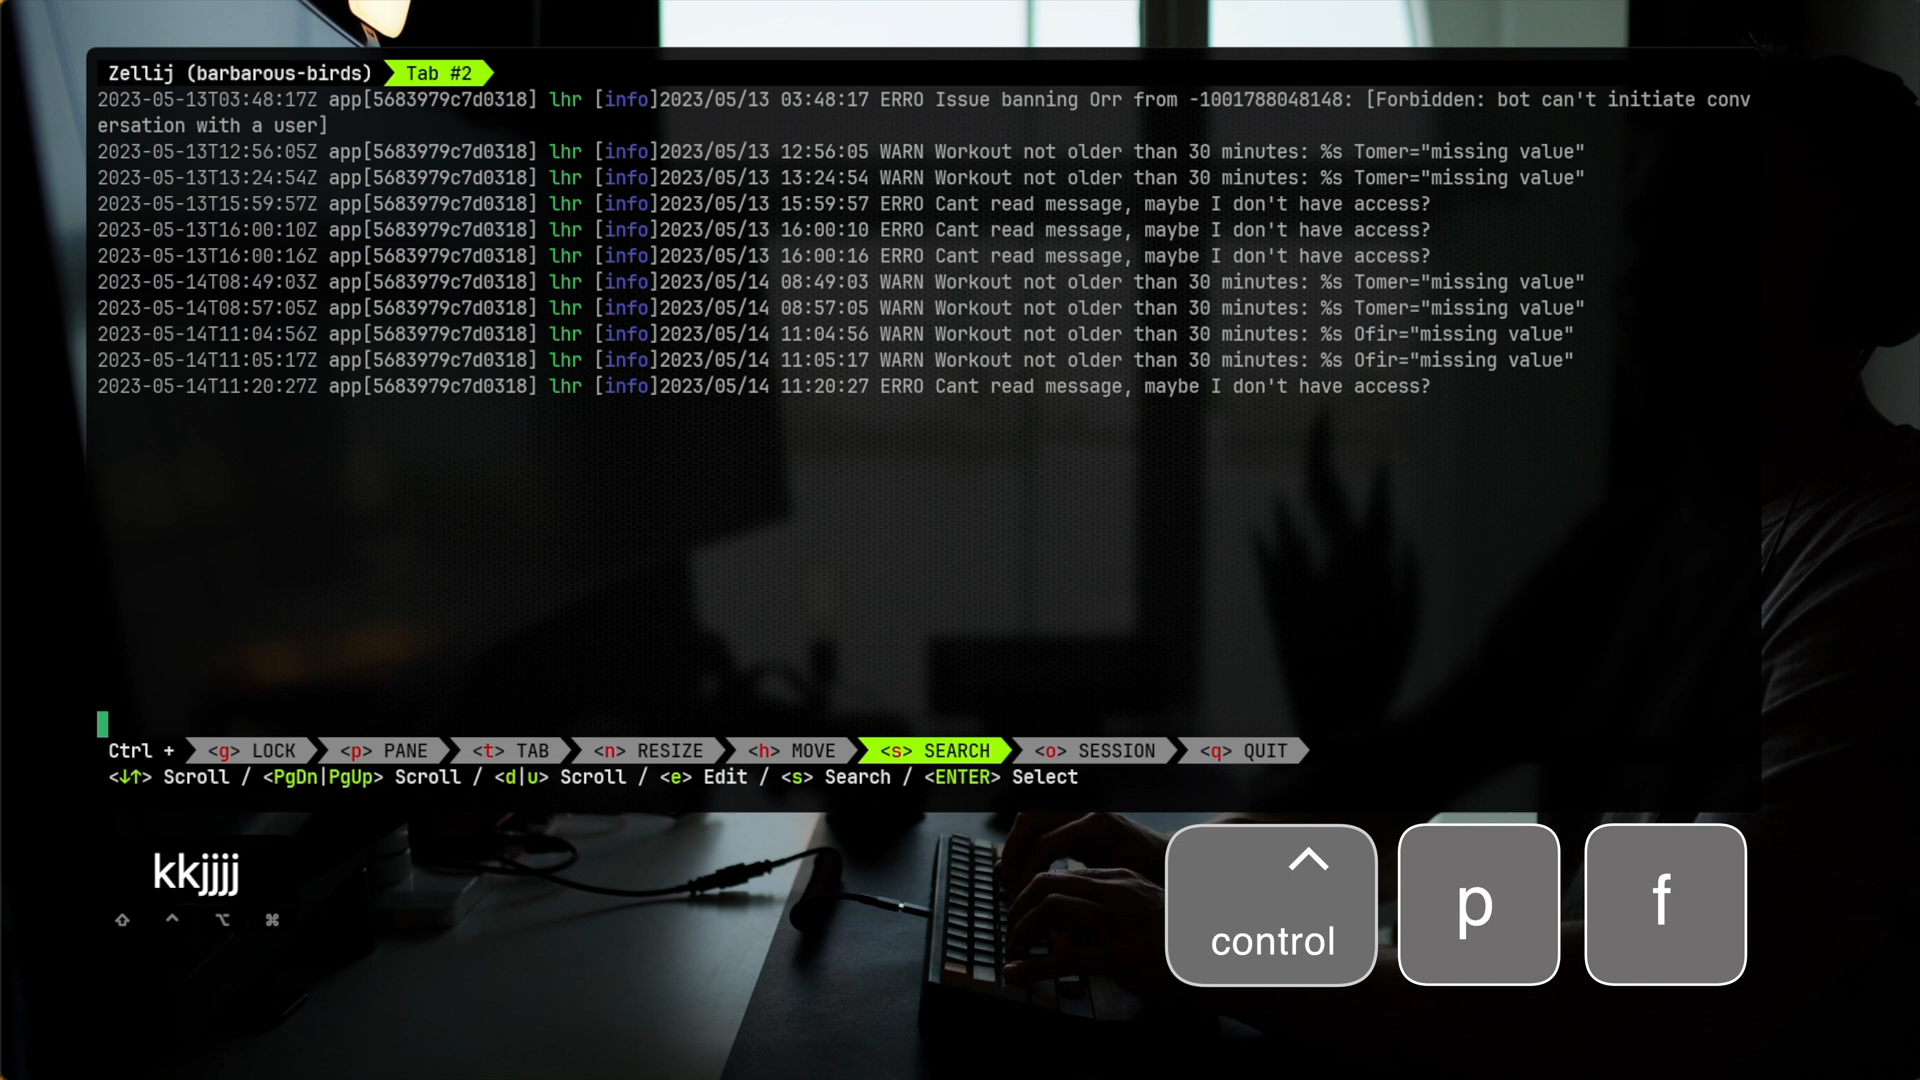 Zellij (barbarous-birds) Tab #2
2023-05-13T03:48:17Z app[5683979c7d0318] lhr [info]2023/05/13 03:48:17 ERRO Issue banning Orr from -1001788048148: [Forbidden: bot can't initiate conv
ersation with a user]
2023-05-13T12:56:05Z app[5683979c7d0318] lhr [info]2023/05/13 12:56:05 WARN Workout not older than 30 minutes: %s Tomer="missing value"
2023-05-13T13:24:54Z app[5683979c7d0318] lhr [info]2023/05/13 13:24:54 WARN Workout not older than 30 minutes: %s Tomer="missing value"
2023-05-13T15:59:57Z app[5683979c7d0318] lhr [info]2023/05/13 15:59:57 ERRO Cant read message, maybe I don't have access?
2023-05-13T16:00:10Z app[5683979c7d0318] lhr [info]2023/05/13 16:00:10 ERRO Cant read message, maybe I don't have access?
2023-05-13T16:00:16Z app[5683979c7d0318] lhr [info]2023/05/13 16:00:16 ERRO Cant read message, maybe I don't have access?
2023-05-14T08:49:03Z app[5683979c7d0318] lhr [info]2023/05/14 08:49:03 WARN Workout not older than 30 minutes: %s Tomer="missing value"
2023-05-14T08:57:05Z app[5683979c7d0318] lhr [info]2023/05/14 08:57:05 WARN Workout not older than 30 minutes: %s Tomer="missing value"
2023-05-14T11:04:56Z app[5683979c7d0318] lhr [info]2023/05/14 11:04:56 WARN Workout not older than 30 minutes: %s Ofir="missing value"
2023-05-14T11:05:17Z app[5683979c7d0318] lhr [info]2023/05/14 11:05:17 WARN Workout not older than 30 minutes: %s Ofir="missing value"
2023-05-14T11:20:27Z app[5683979c7d0318] lhr [info]2023/05/14 11:20:27 ERRO Cant read message, maybe I don't have access?
Ctrl + <g> LOCK <p> PANE <t> TAB <n> RESIZE <h> MOVE <s> SEARCH <o> SESSION <q> QUIT
<↓↑> Scroll / <PgDn|PgUp> Scroll / <d|u> Scroll / <e> Edit / <s> Search / <ENTER> Select
kkjjjj
⇧ ^ ⌥ ⌘
^ control p f